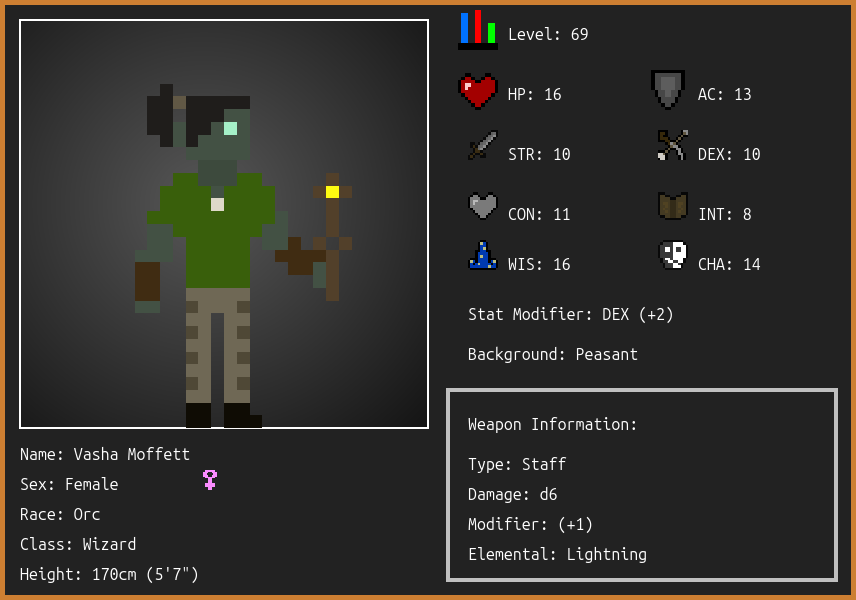 Level: 69
HP: 16
AC: 13
STR: 10
DEX: 10
CON: 11
INT: 8
WIS: 16
CHA: 14
Stat Modifier: DEX (+2)
Background: Peasant
Weapon Information:
Type: Staff
Damage: d6
Modifier: (+1)
Elemental: Lightning
Name: Vasha Moffett
Sex: Female
Race: Orc
Class: Wizard
Height: 170cm (5'7")